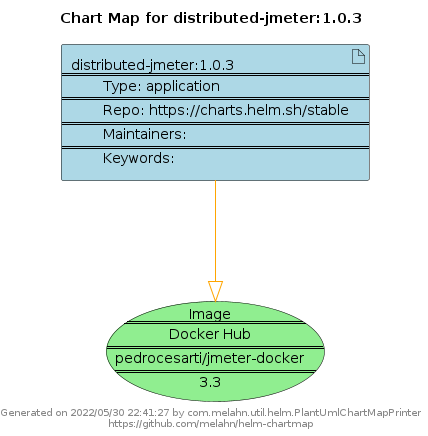 Chart Map for distributed-jmeter:1.0.3
distributed-jmeter:1.0.3
Type: application
Repo: https://charts.helm.sh/stable
Maintainers:
Keywords:
Image
Docker Hub
pedrocesarti/jmeter-docker
3.3
Generated on 2022/05/30 22:41:27 by com.melahn.util.helm.PlantUmlChartMapPrinter
https://github.com/melahn/helm-chartmap